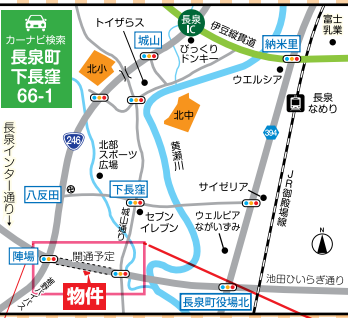 カーナビ検索
長泉町
下長窪
66-1
トイザらス
長泉
IC
伊豆縦貫道
富士
乳業
城山
びっくり
ドンキー
納米里
北小
ウエルシア
北中
長泉
なめり
長泉インター通り→
246
394
北部
スポーツ
広場
黄瀬川
JR御殿場線
八反田
下長窪
サイゼリア
城山通り
セブン
イレブン
ウェルピア
ながいずみ
N
陣場
開通予定
池田ひいらぎ通り
物件
長泉町役場北